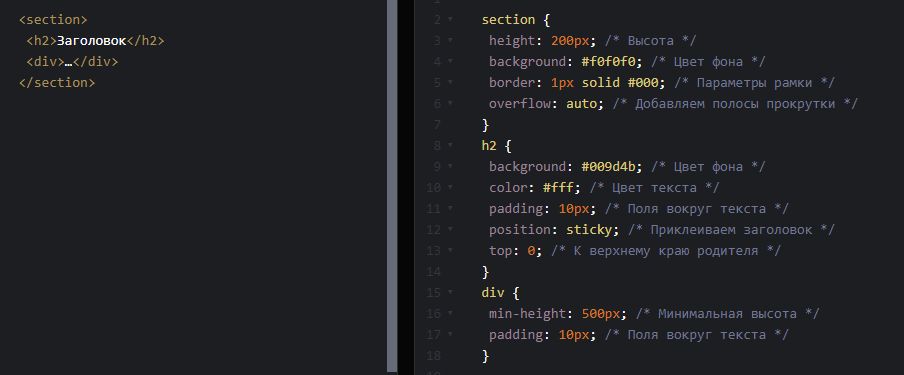 <section>
<h2>Заголовок</h2>
<div>…</div>
</section>
2 section {
3 height: 200px; /* Высота */
4 background: #f0f0f0; /* Цвет фона */
5 border: 1px solid #000; /* Параметры рамки */
6 overflow: auto; /* Добавляем полосы прокрутки */
7 }
8 h2 {
9 background: #009d4b; /* Цвет фона */
10 color: #fff; /* Цвет текста */
11 padding: 10px; /* Поля вокруг текста */
12 position: sticky; /* Приклеиваем заголовок */
13 top: 0; /* К верхнему краю родителя */
14 }
15 div {
16 min-height: 500px; /* Минимальная высота */
17 padding: 10px; /* Поля вокруг текста */
18 }